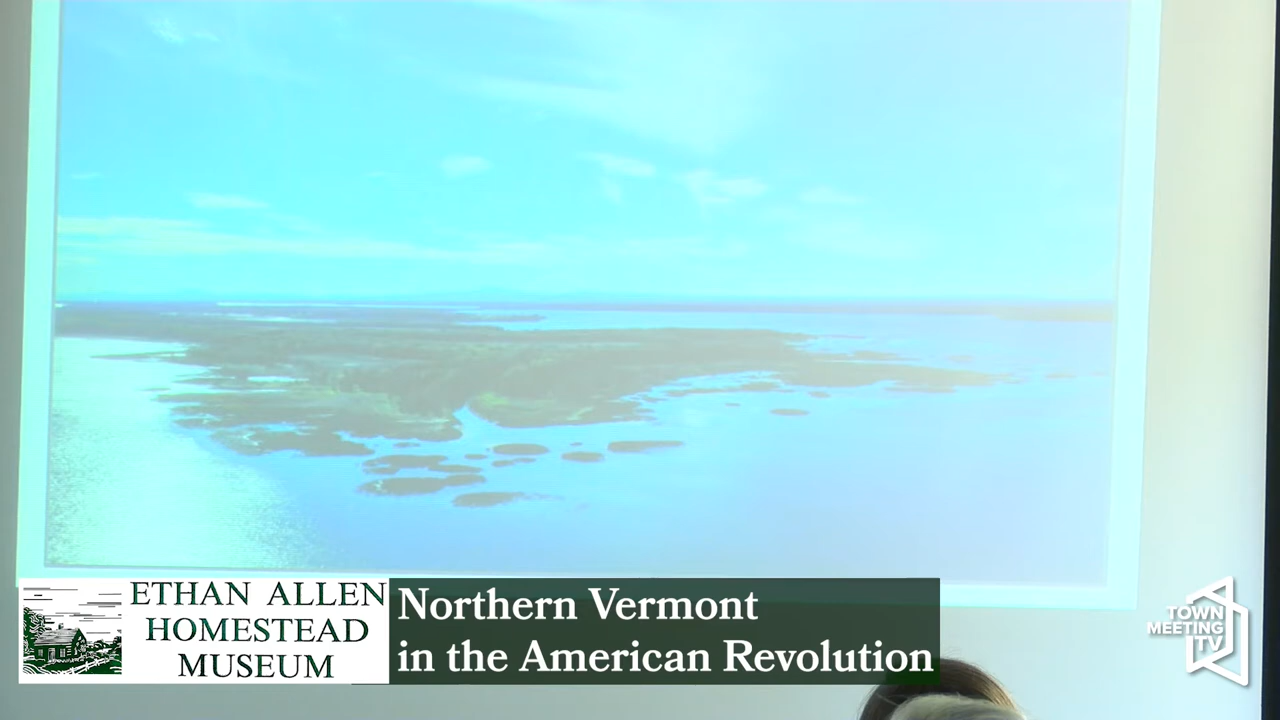 ETHAN ALLEN
HOMESTEAD
MUSEUM
Northern Vermont
in the American Revolution
TOWN
MEETING
TV